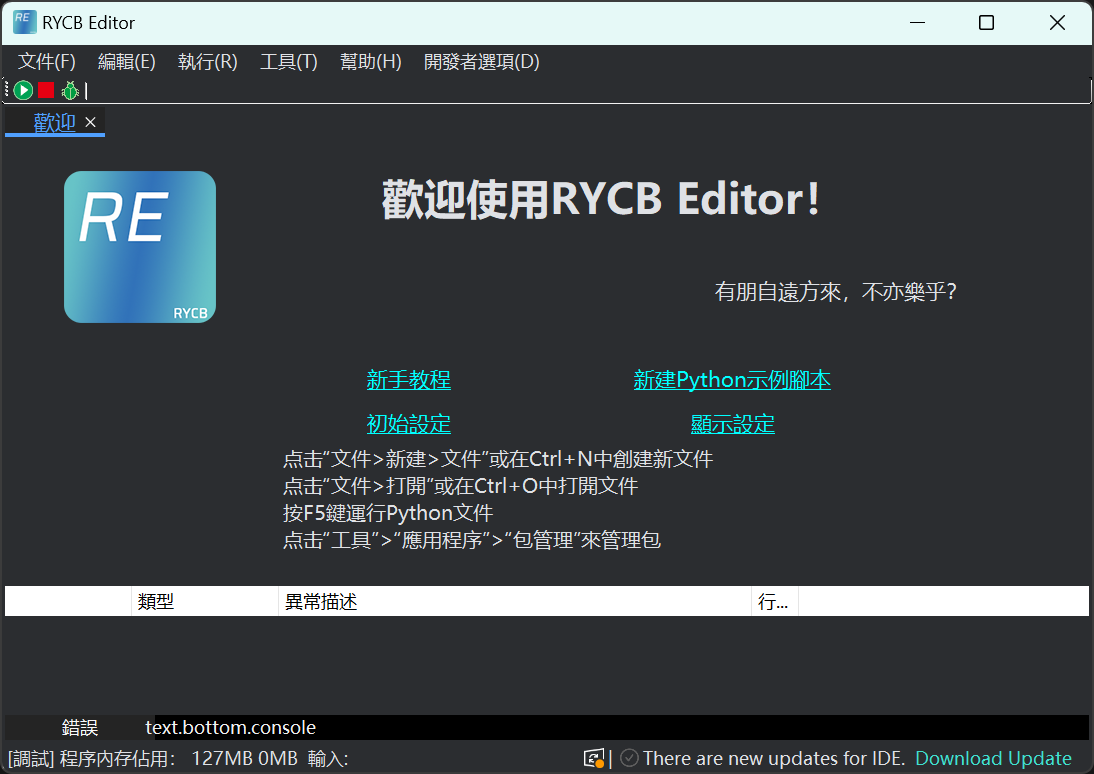 RE RYCB Editor
文件(F) 編輯(E) 執行(R) 工具(T) 幫助(H) 開發者選項(D)
歡迎
RE
RYCB
歡迎使用RYCB Editor!
有朋自遠方來，不亦樂乎?
新手教程 新建Python示例腳本
初始設定 顯示設定
点击“文件>新建>文件”或在Ctrl+N中創建新文件
点击“文件>打開”或在Ctrl+O中打開文件
按F5鍵運行Python文件
点击“工具”>“應用程序”>“包管理”來管理包
類型 異常描述 行...
錯誤 text.bottom.console
[調試] 程序内存佔用： 127MB 0MB 輸入: There are new updates for IDE. Download Update